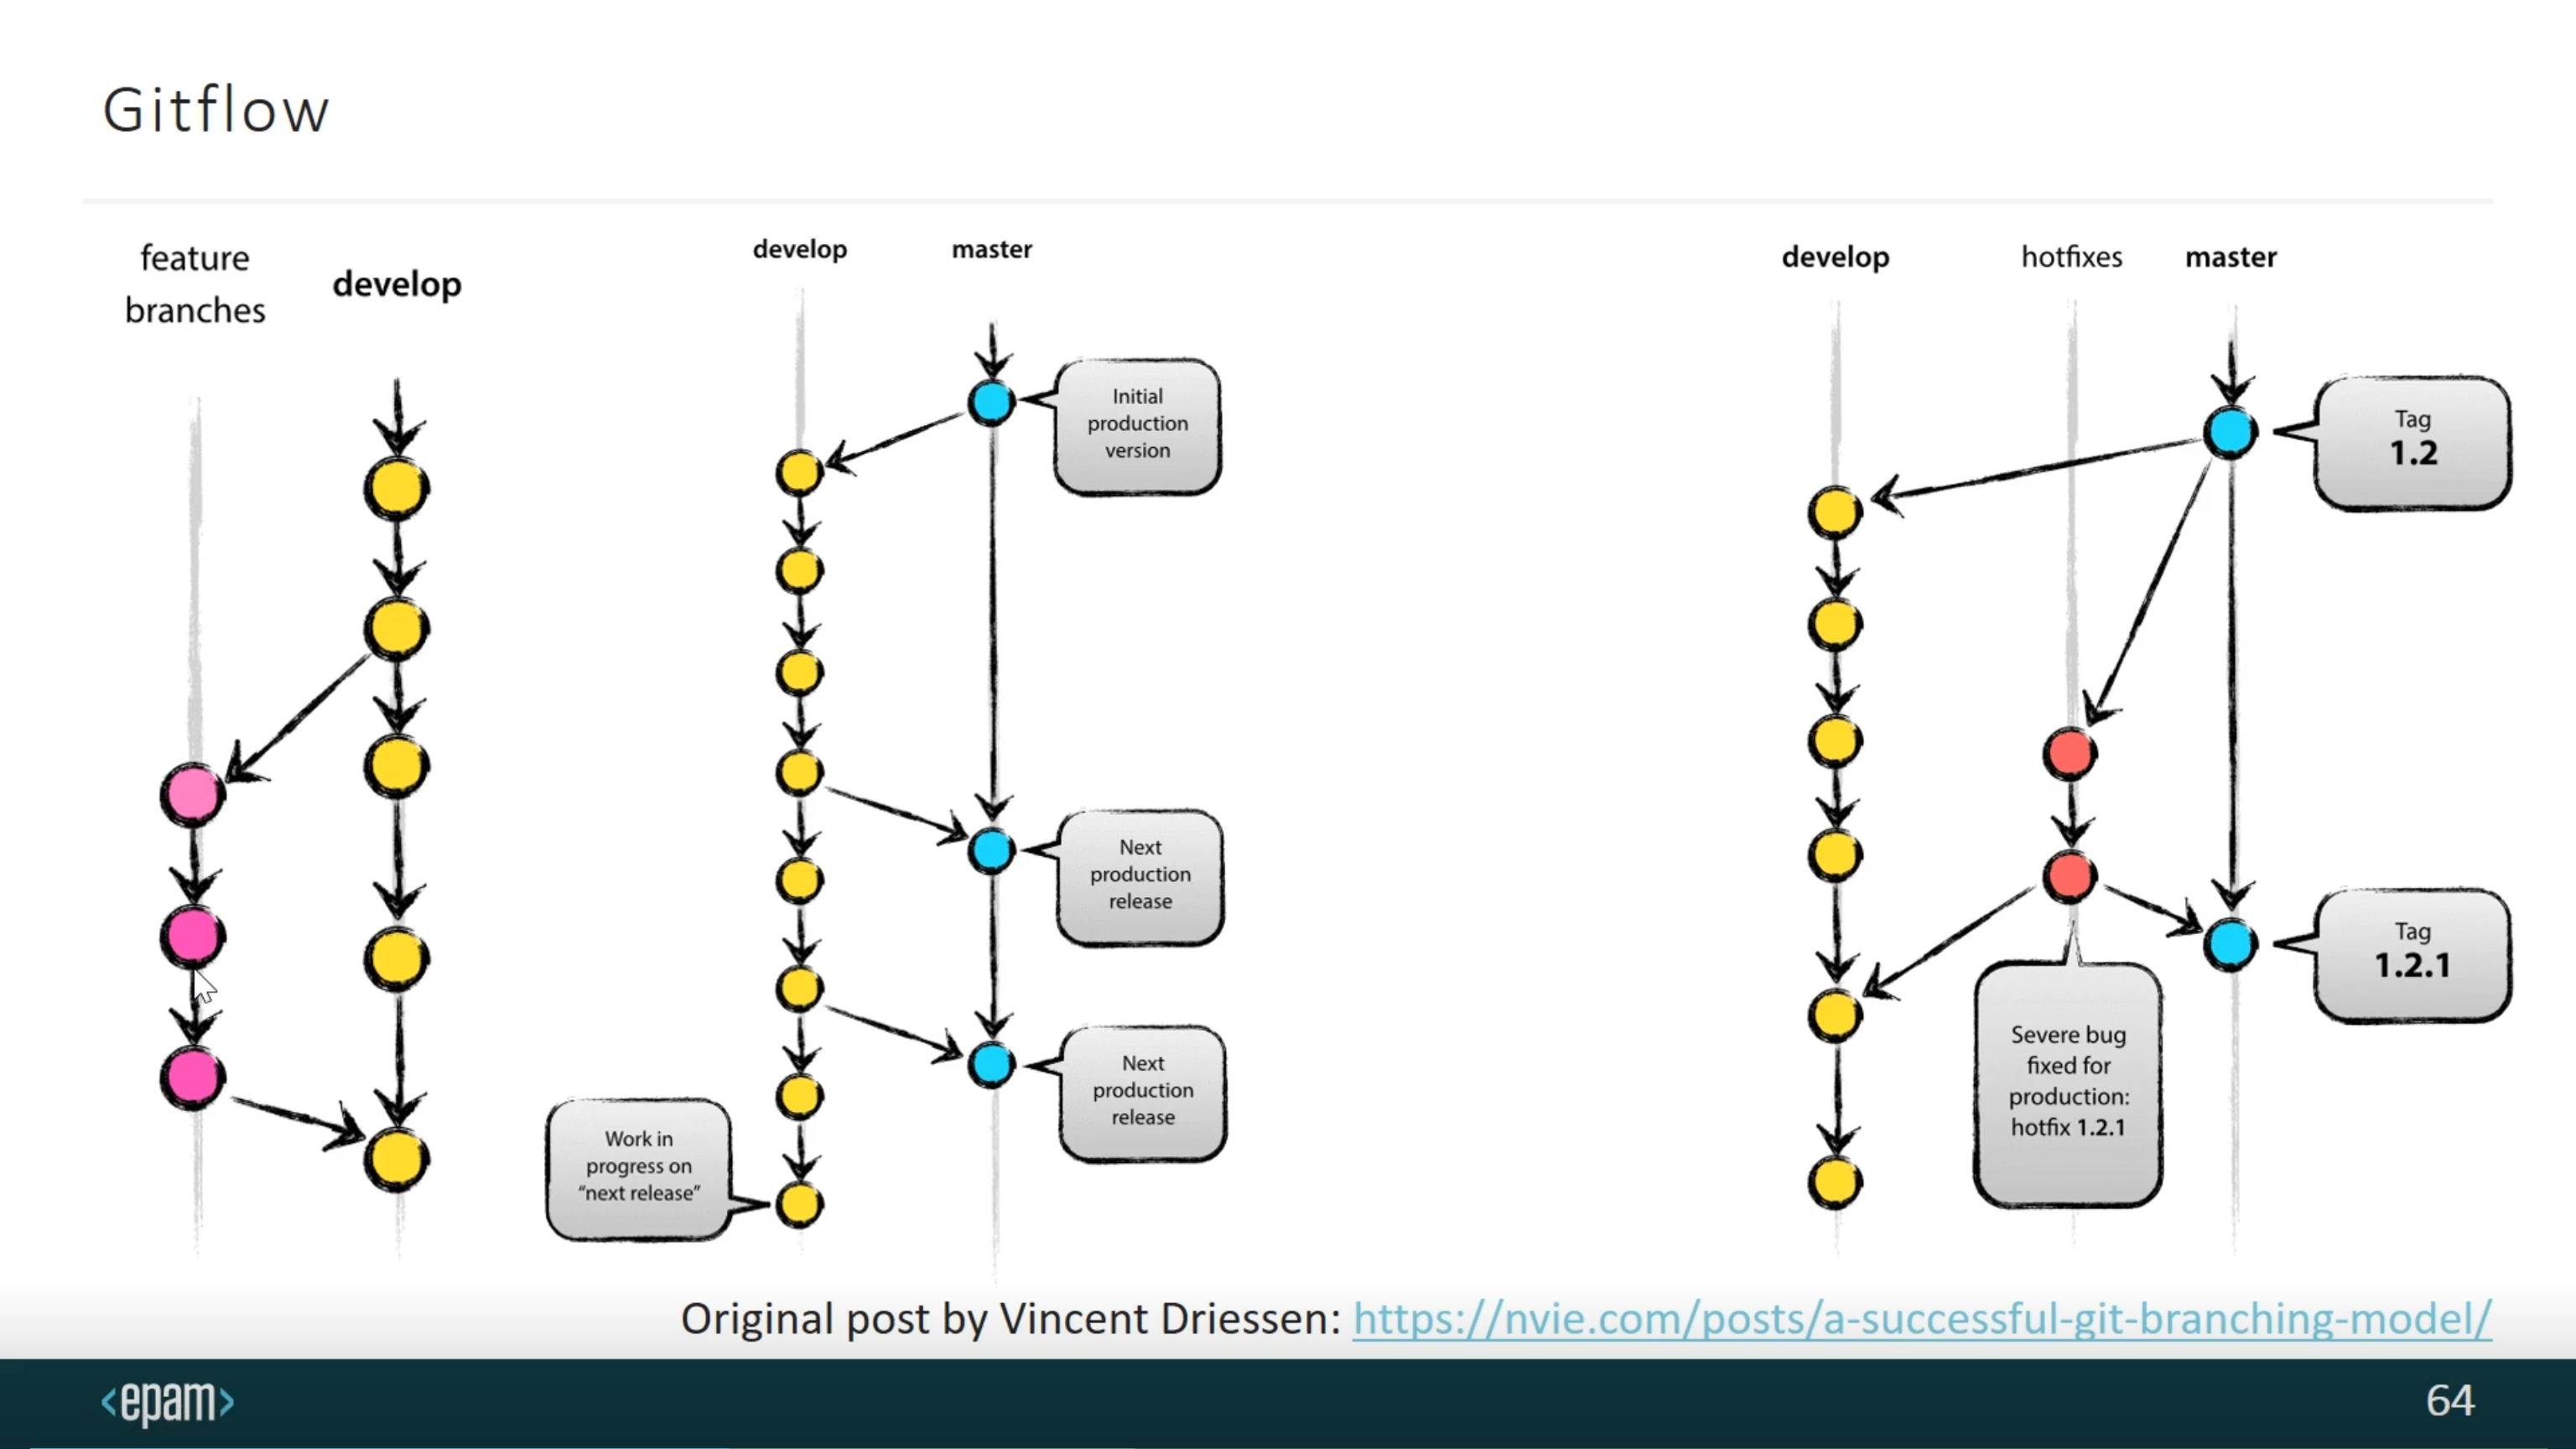 Gitflow
feature
branches
develop
develop
master
Initial
production
version
Next
production
release
Next
production
release
Work in
progress on
“next release”
develop
hotfixes
master
Tag
1.2
Tag
1.2.1
Severe bug
fixed for
production:
hotfix 1.2.1
Original post by Vincent Driessen: https://nvie.com/posts/a-successful-git-branching-model/
<epam>
64